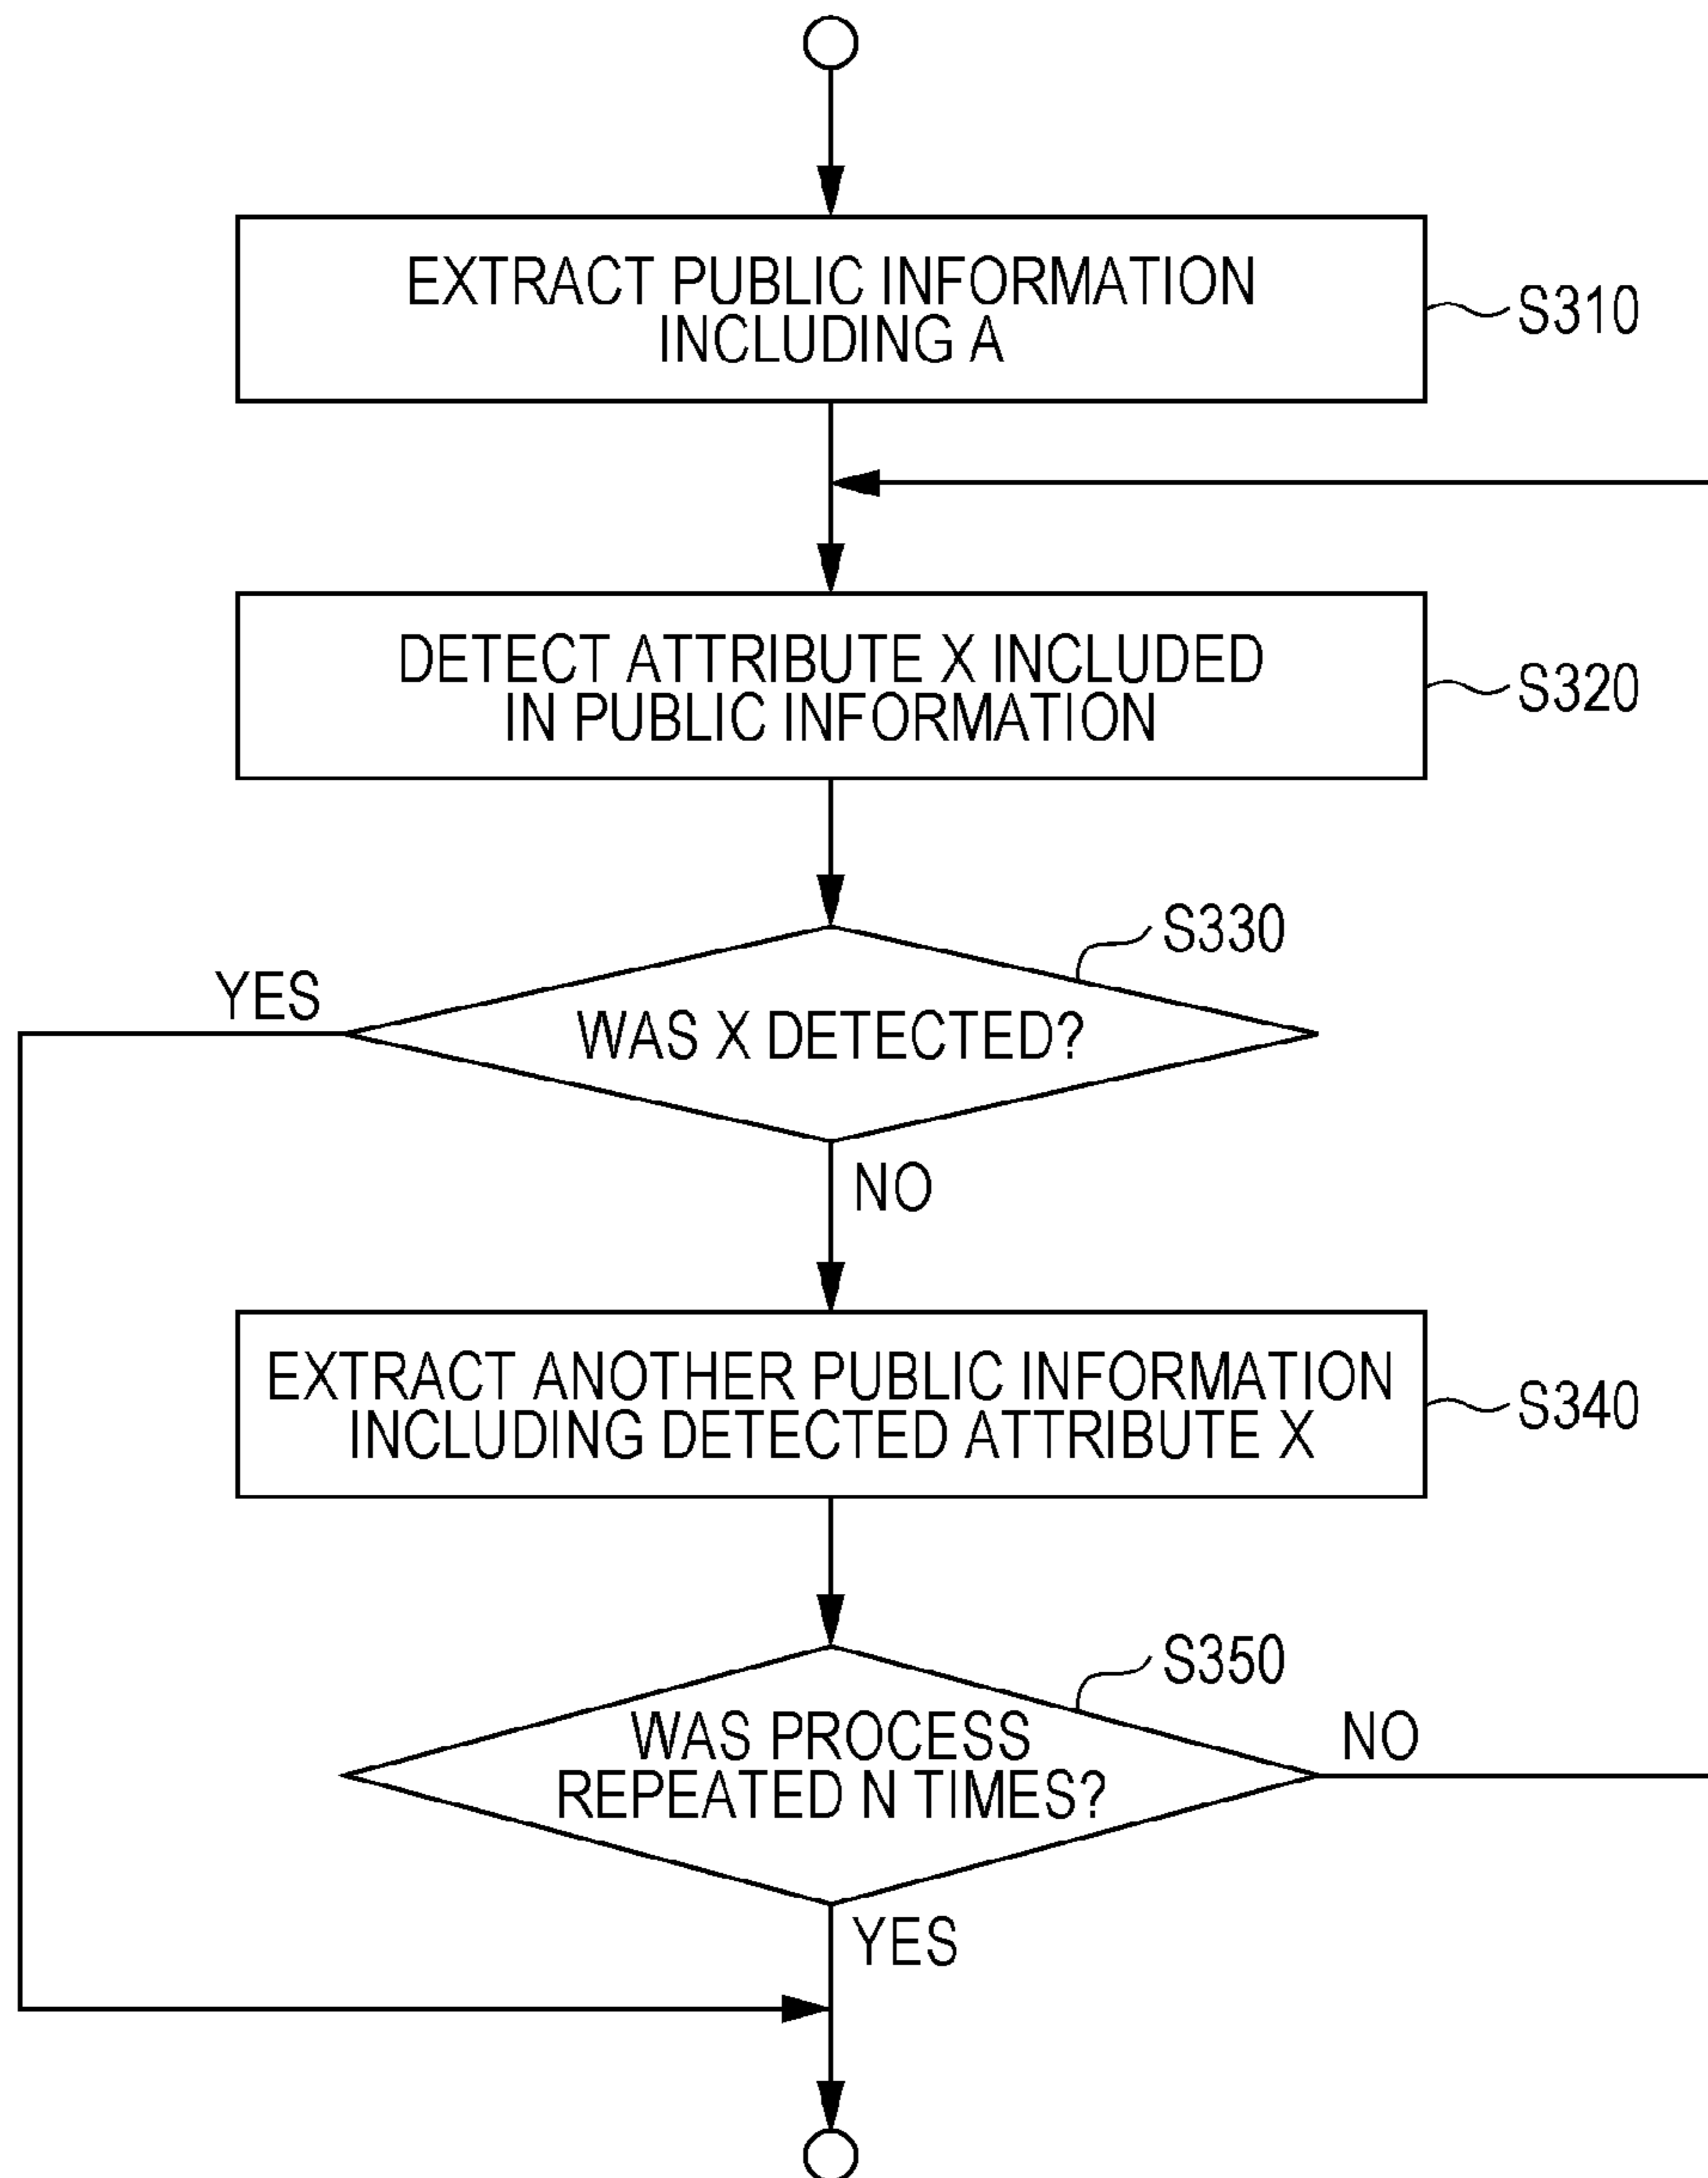 EXTRACT PUBLIC INFORMATION
INCLUDING A
S310
DETECT ATTRIBUTE X INCLUDED
IN PUBLIC INFORMATION
S320
S330
YES
WAS X DETECTED?
NO
EXTRACT ANOTHER PUBLIC INFORMATION
INCLUDING DETECTED ATTRIBUTE X
S340
S350
WAS PROCESS
REPEATED N TIMES?
NO
YES